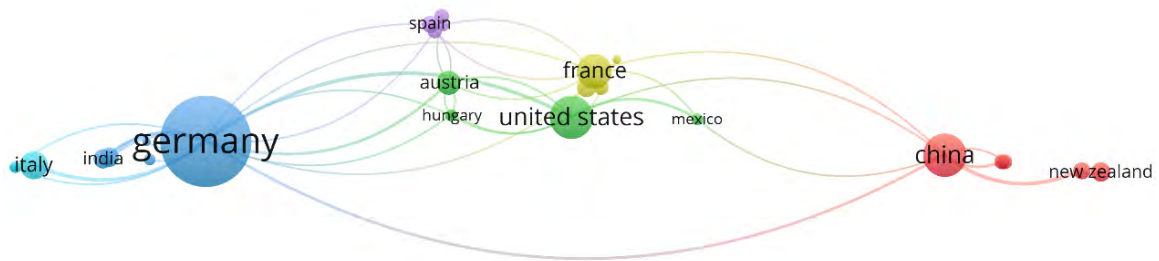 spain
france
austria
hungary
united states
mexico
germany
india
italy
china
new zealand